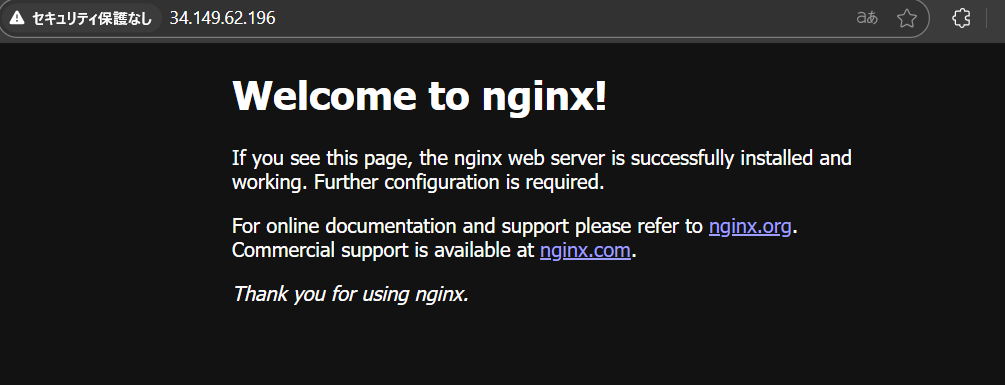 セキュリティ保護なし 34.149.62.196 aあ
Welcome to nginx!
If you see this page, the nginx web server is successfully installed and
working. Further configuration is required.
For online documentation and support please refer to nginx.org.
Commercial support is available at nginx.com.
Thank you for using nginx.